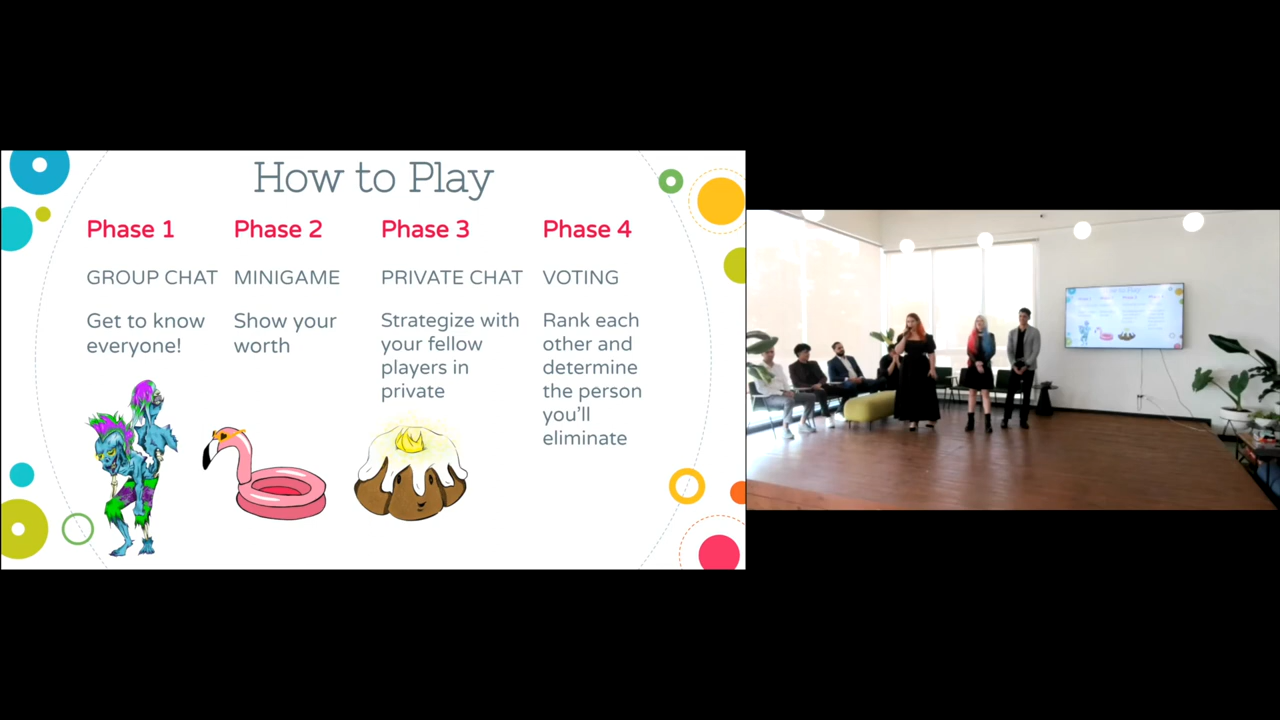 How to Play
Phase 1
GROUP CHAT
Get to know
everyone!
Phase 2
MINIGAME
Show your
worth
Phase 3
PRIVATE CHAT
Strategize with
your fellow
players in
private
Phase 4
VOTING
Rank each
other and
determine
the person
you’ll
eliminate